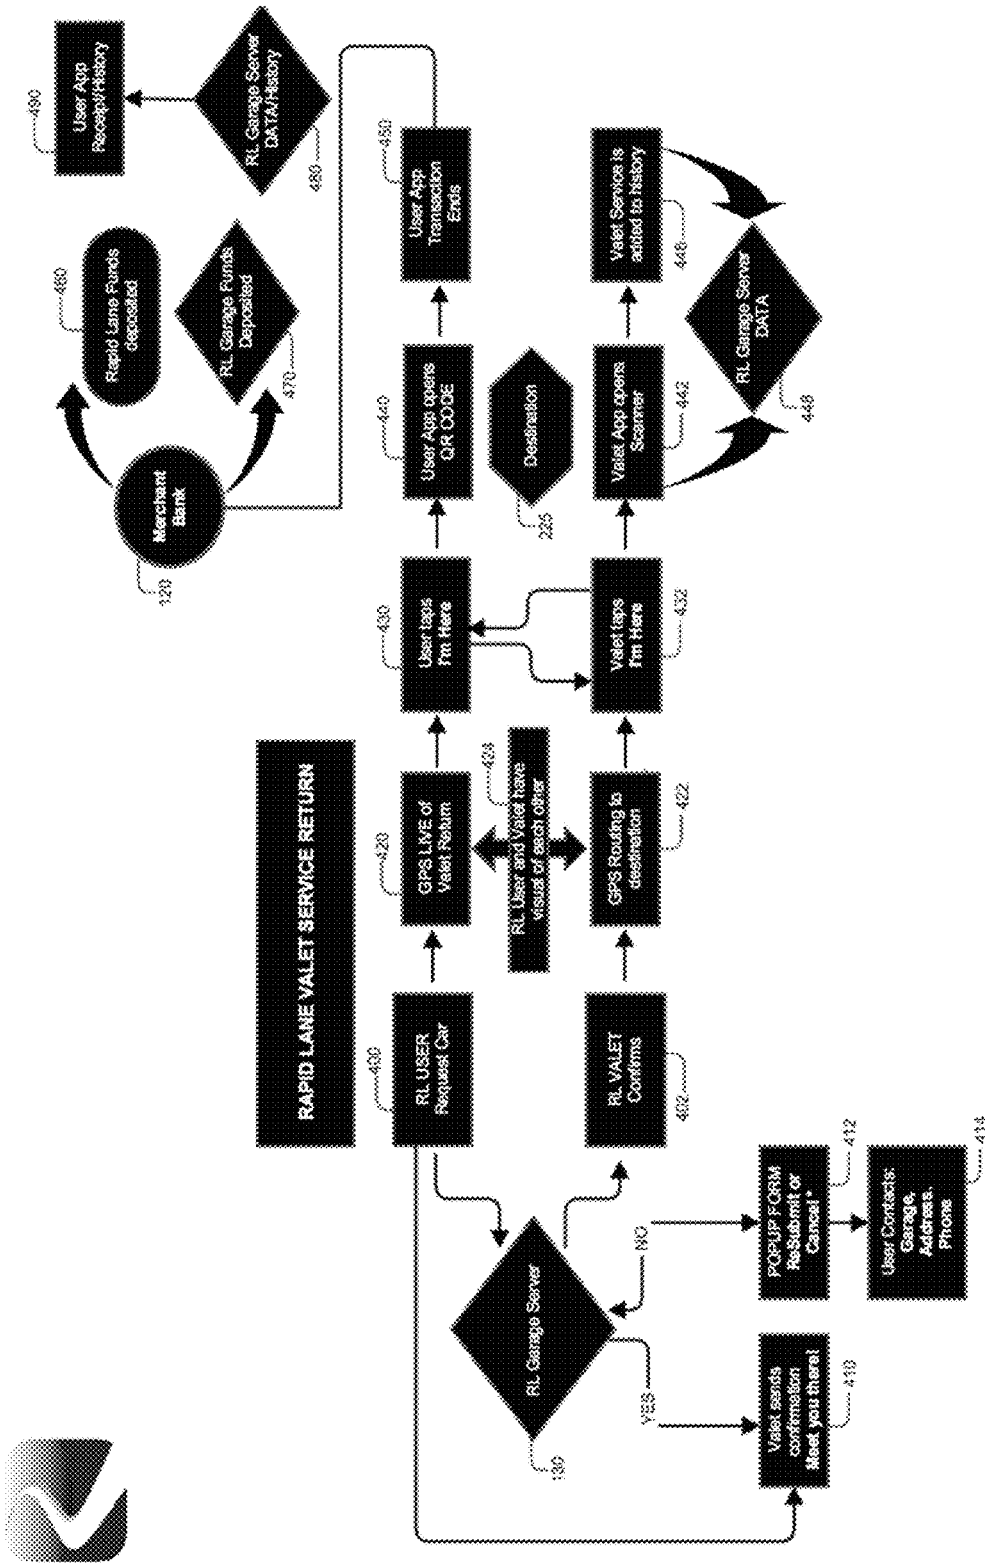 RAPID LANE VALET SERVICE RETURN
RL Garage Server
130
YES
NO
Valet sends
confirmation
Meet you there!
410
POPUP FORM
ReSubmit or
Cancel *
412
User Contacts:
Garage,
Address,
Phone
414
400
RL USER
Request Car
RL VALET
Confirms
402
420
GPS LIVE of
Valet Return
424
RL User and Valet have
visual of each other
GPS Routing to
destination
422
430
User taps
I'm Here
Valet taps
I'm Here
432
440
User App opens
QR CODE
Destination
225
Valet App opens
Scanner
442
450
User App
Transaction
Ends
Valet Service is
added to history
446
RL Garage Server
DATA
448
Merchant
Bank
120
460
Rapid Lane Funds
deposited
RL Garage Funds
Deposited
470
RL Garage Server
DATA/History
480
490
User App
Receipt/History